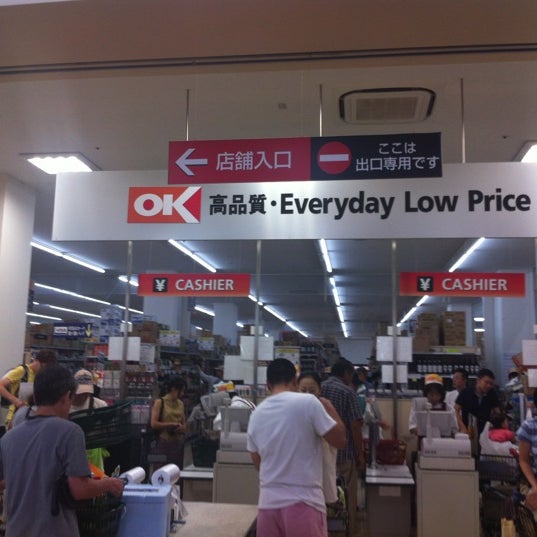 ← 店舗入口
ここは
出口専用です
OK 高品質・Everyday Low Price
¥ CASHIER
¥ CASHIER